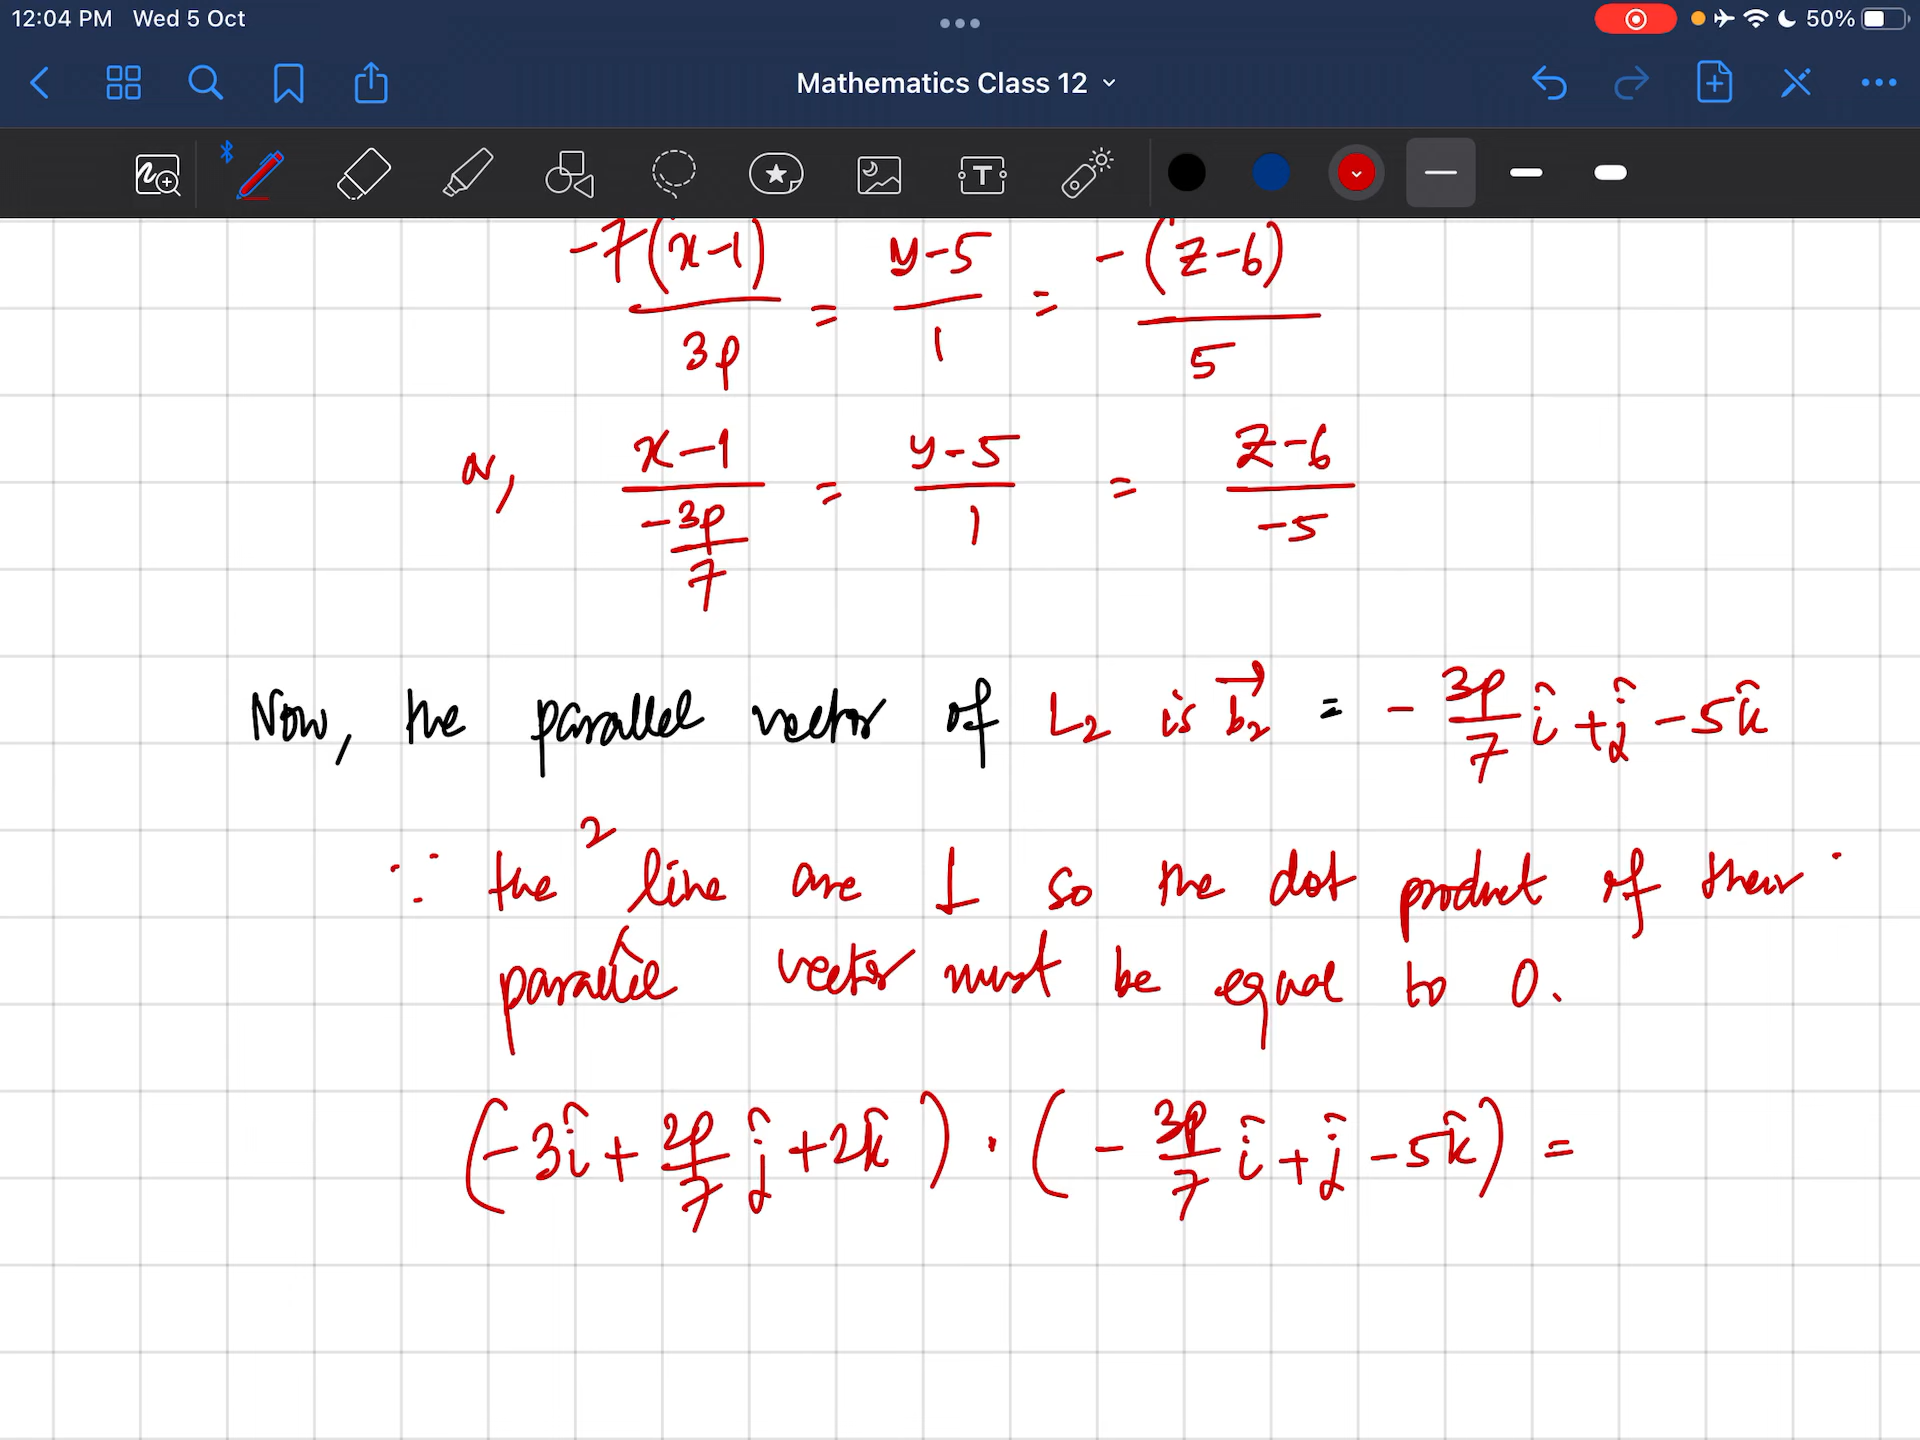 12:04 PM Wed 5 Oct 50%
Mathematics Class 12
T
-7(x-1)/3p = y-5/1 = -(z-6)/5
or, x-1/(-3p/7) = y-5/1 = z-6/-5
Now, the parallel vector of L₂ is b₂⃗ = - 3p/7 î + ĵ - 5k̂
∵ the 2 line are ⊥ so the dot product of their
parallel vector must be equal to 0.
(-3î + 2p/7 ĵ + 2k̂) · (- 3p/7 î + ĵ - 5k̂) =